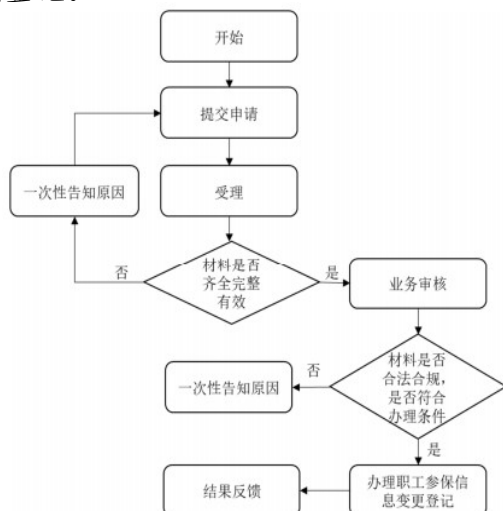 开始
提交申请
一次性告知原因
受理
材料是否
齐全完整
有效
否
是
业务审核
材料是否
合法合规,
是否符合
办理条件
否
一次性告知原因
是
办理职工参保信
息变更登记
结果反馈